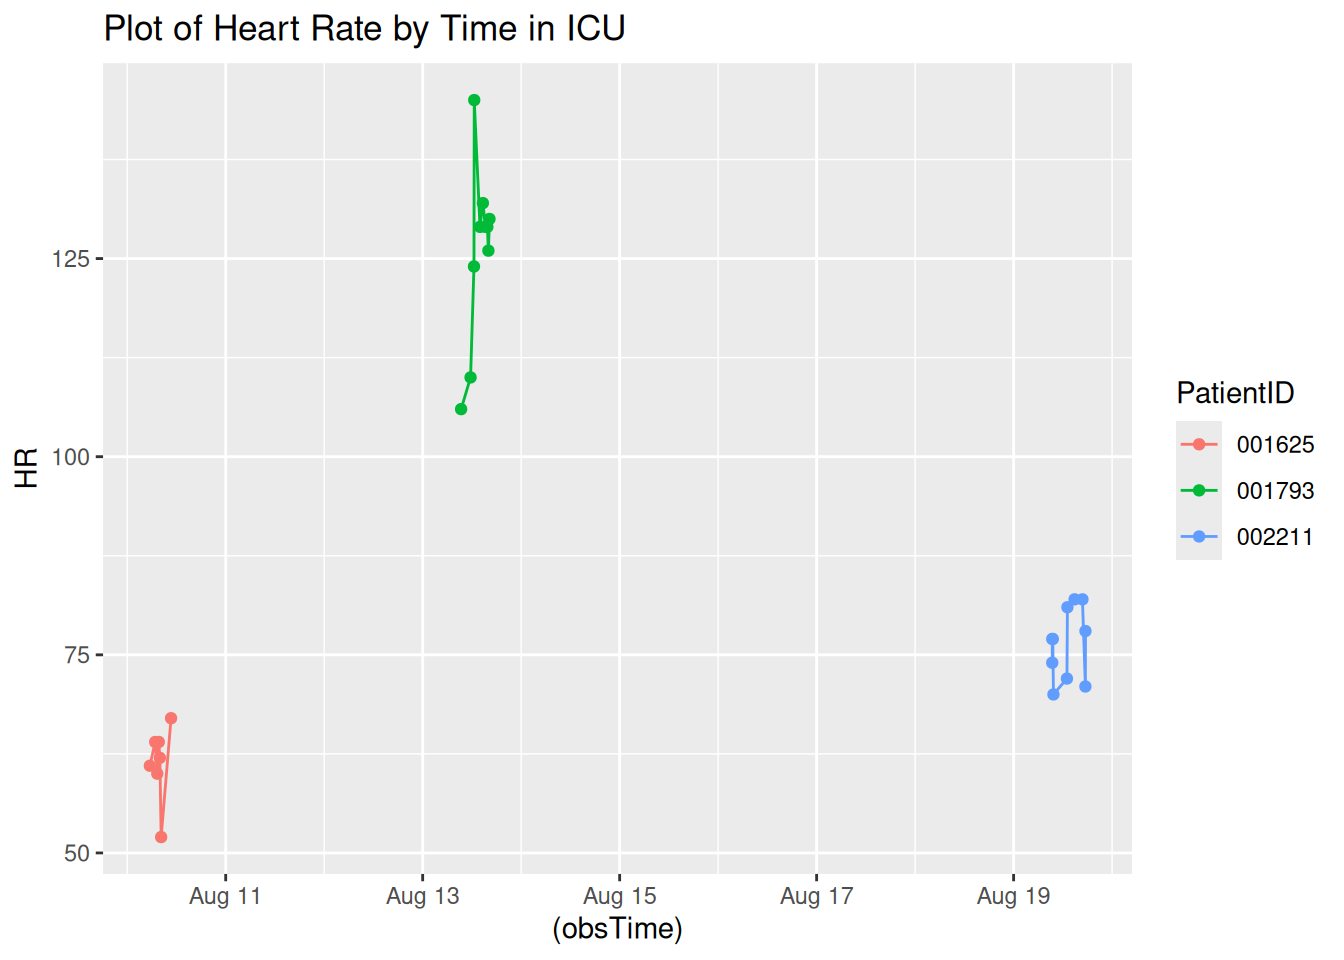 Plot of Heart Rate by Time in ICU
125
100
75
50
HR
Aug 11
Aug 13
Aug 15
Aug 17
Aug 19
(obsTime)
PatientID
001625
001793
002211